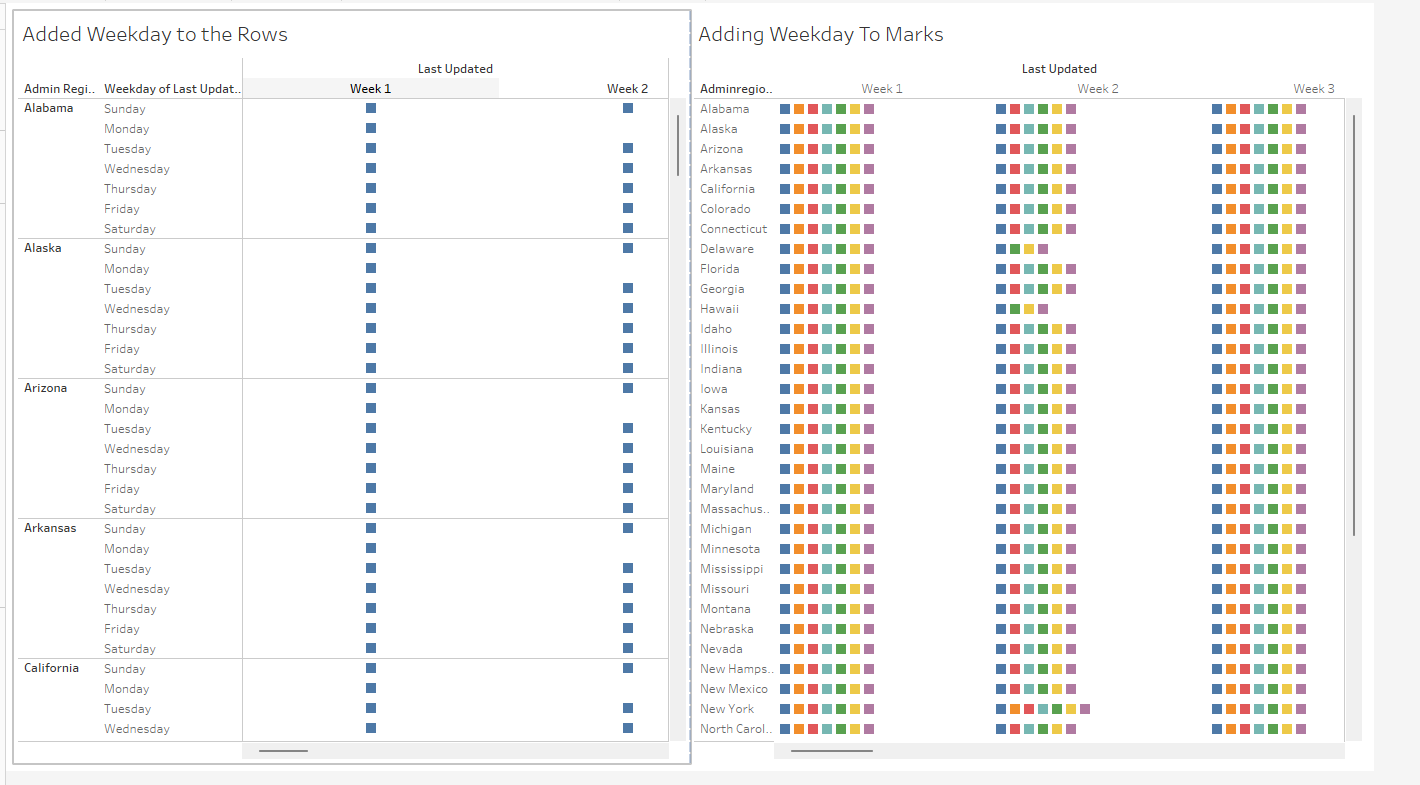 Added Weekday to the Rows
Last Updated
Admin Regi.. Weekday of Last Updat.. Week 1 Week 2
Alabama Sunday
Monday
Tuesday
Wednesday
Thursday
Friday
Saturday
Alaska Sunday
Monday
Tuesday
Wednesday
Thursday
Friday
Saturday
Arizona Sunday
Monday
Tuesday
Wednesday
Thursday
Friday
Saturday
Arkansas Sunday
Monday
Tuesday
Wednesday
Thursday
Friday
Saturday
California Sunday
Monday
Tuesday
Wednesday
Adding Weekday To Marks
Last Updated
Adminregio.. Week 1 Week 2 Week 3
Alabama
Alaska
Arizona
Arkansas
California
Colorado
Connecticut
Delaware
Florida
Georgia
Hawaii
Idaho
Illinois
Indiana
Iowa
Kansas
Kentucky
Louisiana
Maine
Maryland
Massachus..
Michigan
Minnesota
Mississippi
Missouri
Montana
Nebraska
Nevada
New Hamps..
New Mexico
New York
North Carol..